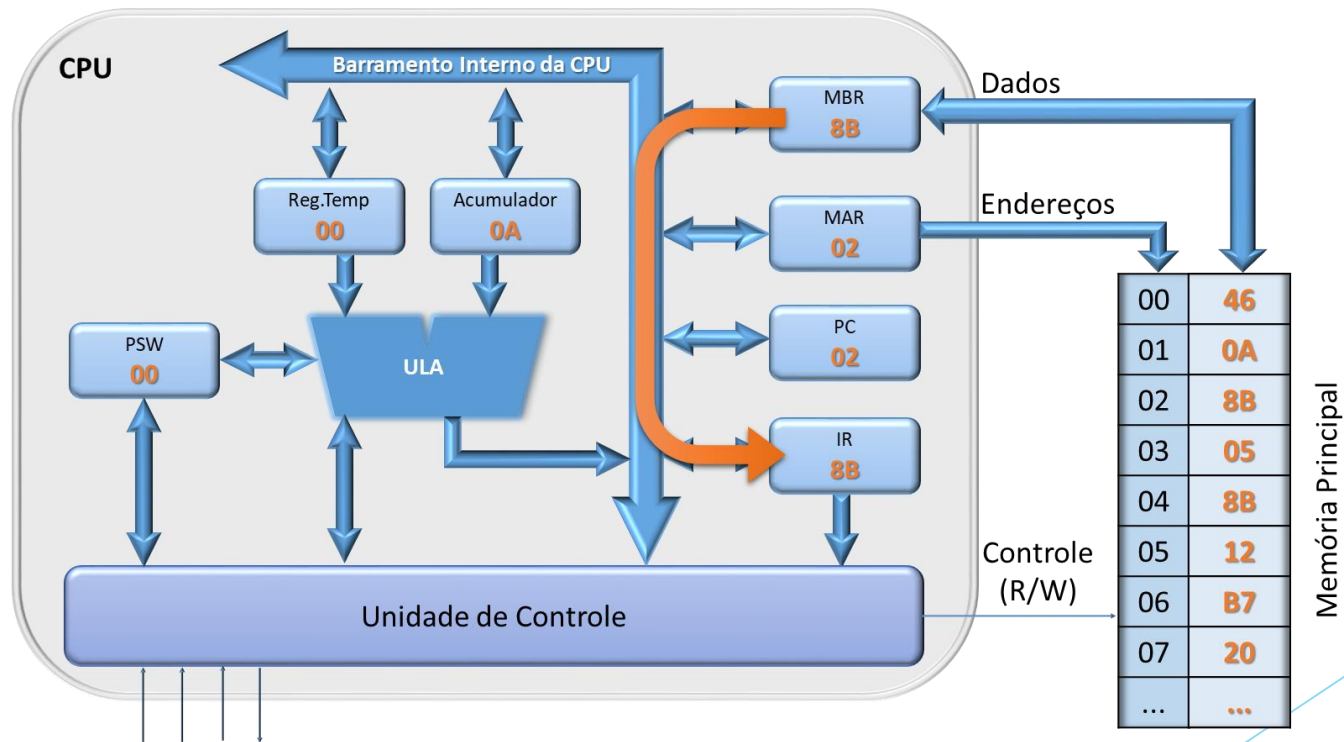 CPU
Barramento Interno da CPU
MBR
8B
Dados
Reg.Temp
00
Acumulador
0A
MAR
02
Endereços
PSW
00
ULA
PC
02
IR
8B
Unidade de Controle
Controle
(R/W)
00 46
01 0A
02 8B
03 05
04 8B
05 12
06 B7
07 20
... ...
Memória Principal